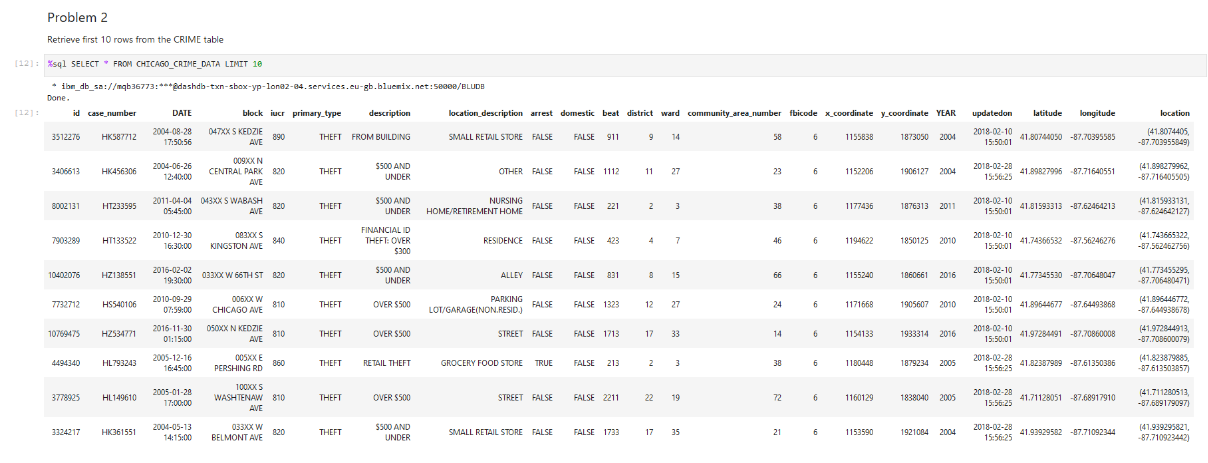 Problem 2
Retrieve first 10 rows from the CRIME table
[12]: %sql SELECT * FROM CHICAGO_CRIME_DATA LIMIT 10
* ibm_db_sa://mqb36773:***@dashdb-txn-sbox-yp-lon02-04.services.eu-gb.bluemix.net:50000/BLUDB
Done.
[12]: id case_number DATE block iucr primary_type description location_description arrest domestic beat district ward community_area_number fbicode x_coordinate y_coordinate YEAR updatedon latitude longitude location
3512276 HK587712 2004-08-28 17:50:56 047XX S KEDZIE AVE 890 THEFT FROM BUILDING SMALL RETAIL STORE FALSE FALSE 911 9 14 58 6 1155838 1873050 2004 2018-02-10 15:50:01 41.80744050 -87.70395585 (41.8074405, -87.703955849)
3406613 HK456306 2004-06-26 12:40:00 009XX N CENTRAL PARK AVE 820 THEFT $500 AND UNDER OTHER FALSE FALSE 1112 11 27 23 6 1152206 1906127 2004 2018-02-28 15:56:25 41.89827996 -87.71640551 (41.898279962, -87.716405505)
8002131 HT233595 2011-04-04 05:45:00 043XX S WABASH AVE 820 THEFT $500 AND UNDER NURSING HOME/RETIREMENT HOME FALSE FALSE 221 2 3 38 6 1177436 1876313 2011 2018-02-10 15:50:01 41.81593313 -87.62464213 (41.815933131, -87.624642127)
7903289 HT133522 2010-12-30 16:30:00 083XX S KINGSTON AVE 840 THEFT FINANCIAL ID THEFT: OVER $300 RESIDENCE FALSE FALSE 423 4 7 46 6 1194622 1850125 2010 2018-02-10 15:50:01 41.74366532 -87.56246276 (41.743665322, -87.562462756)
10402076 HZ138551 2016-02-02 19:30:00 033XX W 66TH ST 820 THEFT $500 AND UNDER ALLEY FALSE FALSE 831 8 15 66 6 1155240 1860661 2016 2018-02-10 15:50:01 41.77345530 -87.70648047 (41.773455295, -87.706480471)
7732712 HS540106 2010-09-29 07:59:00 006XX W CHICAGO AVE 810 THEFT OVER $500 PARKING LOT/GARAGE(NON.RESID.) FALSE FALSE 1323 12 27 24 6 1171668 1905607 2010 2018-02-10 15:50:01 41.89644677 -87.64493868 (41.896446772, -87.644938678)
10769475 HZ534771 2016-11-30 01:15:00 050XX N KEDZIE AVE 810 THEFT OVER $500 STREET FALSE FALSE 1713 17 33 14 6 1154133 1933314 2016 2018-02-10 15:50:01 41.97284491 -87.70860008 (41.972844913, -87.708600079)
4494340 HL793243 2005-12-16 16:45:00 005XX E PERSHING RD 860 THEFT RETAIL THEFT GROCERY FOOD STORE TRUE FALSE 213 2 3 38 6 1180448 1879234 2005 2018-02-28 15:56:25 41.82387989 -87.61350386 (41.823879885, -87.613503857)
3778925 HL149610 2005-01-28 17:00:00 100XX S WASHTENAW AVE 810 THEFT OVER $500 STREET FALSE FALSE 2211 22 19 72 6 1160129 1838040 2005 2018-02-28 15:56:25 41.71128051 -87.68917910 (41.711280513, -87.689179097)
3324217 HK361551 2004-05-13 14:15:00 033XX W BELMONT AVE 820 THEFT $500 AND UNDER SMALL RETAIL STORE FALSE FALSE 1733 17 35 21 6 1153590 1921084 2004 2018-02-28 15:56:25 41.93929582 -87.71092344 (41.939295821, -87.710923442)